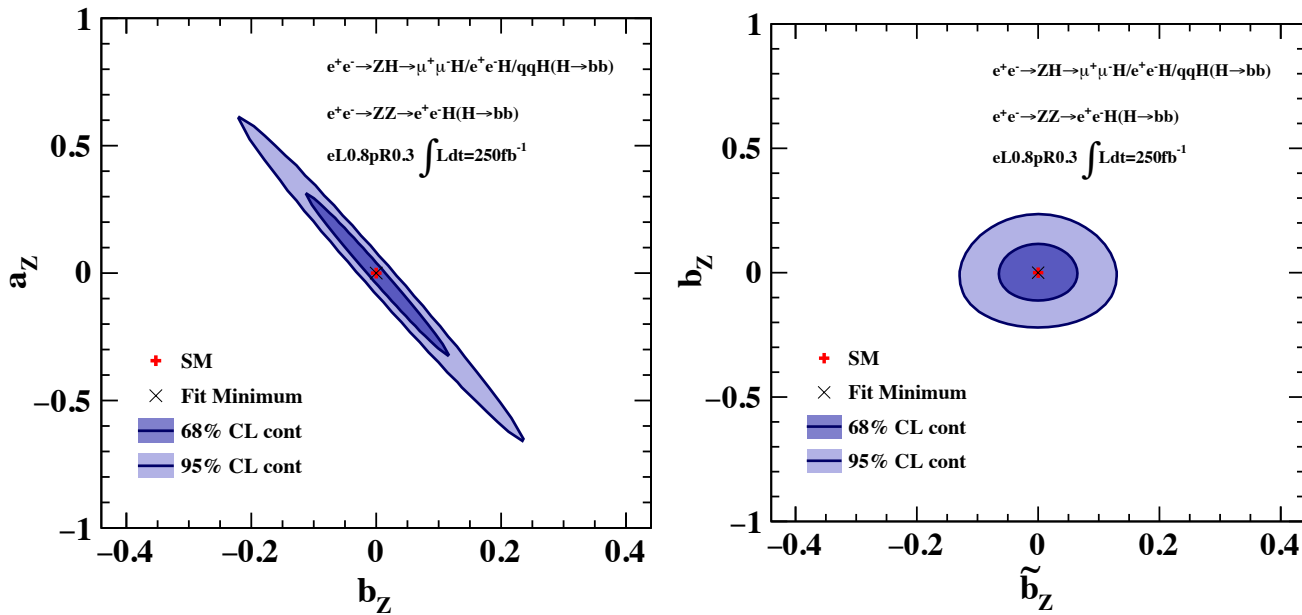 1
0.5
0
−0.5
−1
a_Z
e⁺e⁻→ZH→μ⁺μ⁻H/e⁺e⁻H/qqH(H→bb)
e⁺e⁻→ZZ→e⁺e⁻H(H→bb)
eL0.8pR0.3 ∫Ldt=250fb⁻¹
SM
Fit Minimum
68% CL cont
95% CL cont
−0.4 −0.2 0 0.2 0.4
b_Z
1
0.5
0
−0.5
−1
b_Z
e⁺e⁻→ZH→μ⁺μ⁻H/e⁺e⁻H/qqH(H→bb)
e⁺e⁻→ZZ→e⁺e⁻H(H→bb)
eL0.8pR0.3 ∫Ldt=250fb⁻¹
SM
Fit Minimum
68% CL cont
95% CL cont
−0.4 −0.2 0 0.2 0.4
b̃_Z